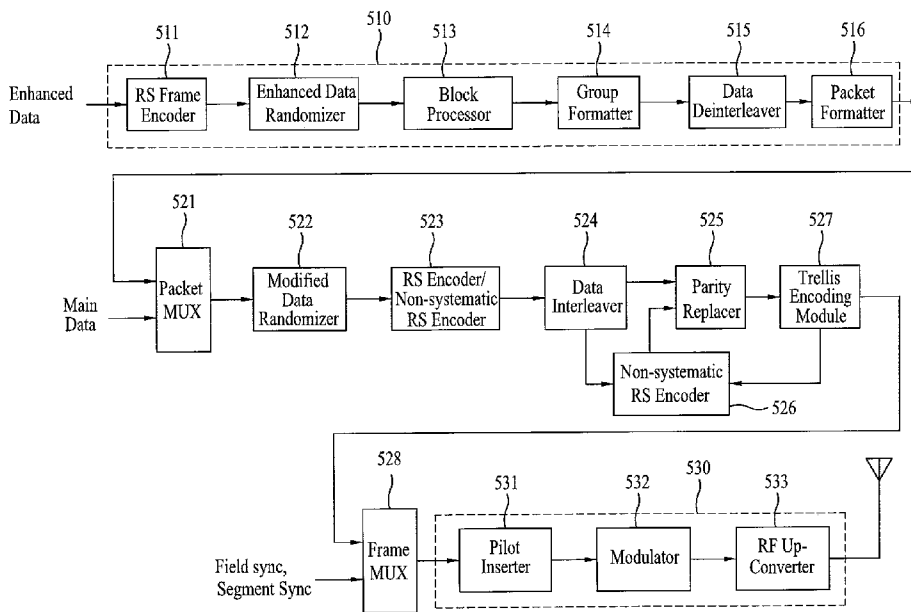 510
511
512
513
514
515
516
Enhanced
Data
RS Frame
Encoder
Enhanced Data
Randomizer
Block
Processor
Group
Formatter
Data
Deinterleaver
Packet
Formatter
521
522
523
524
525
527
Main
Data
Packet
MUX
Modified
Data
Randomizer
RS Encoder/
Non-systematic
RS Encoder
Data
Interleaver
Parity
Replacer
Trellis
Encoding
Module
Non-systematic
RS Encoder
526
528
531
532
530
533
Field sync,
Segment Sync
Frame
MUX
Pilot
Inserter
Modulator
RF Up-
Converter